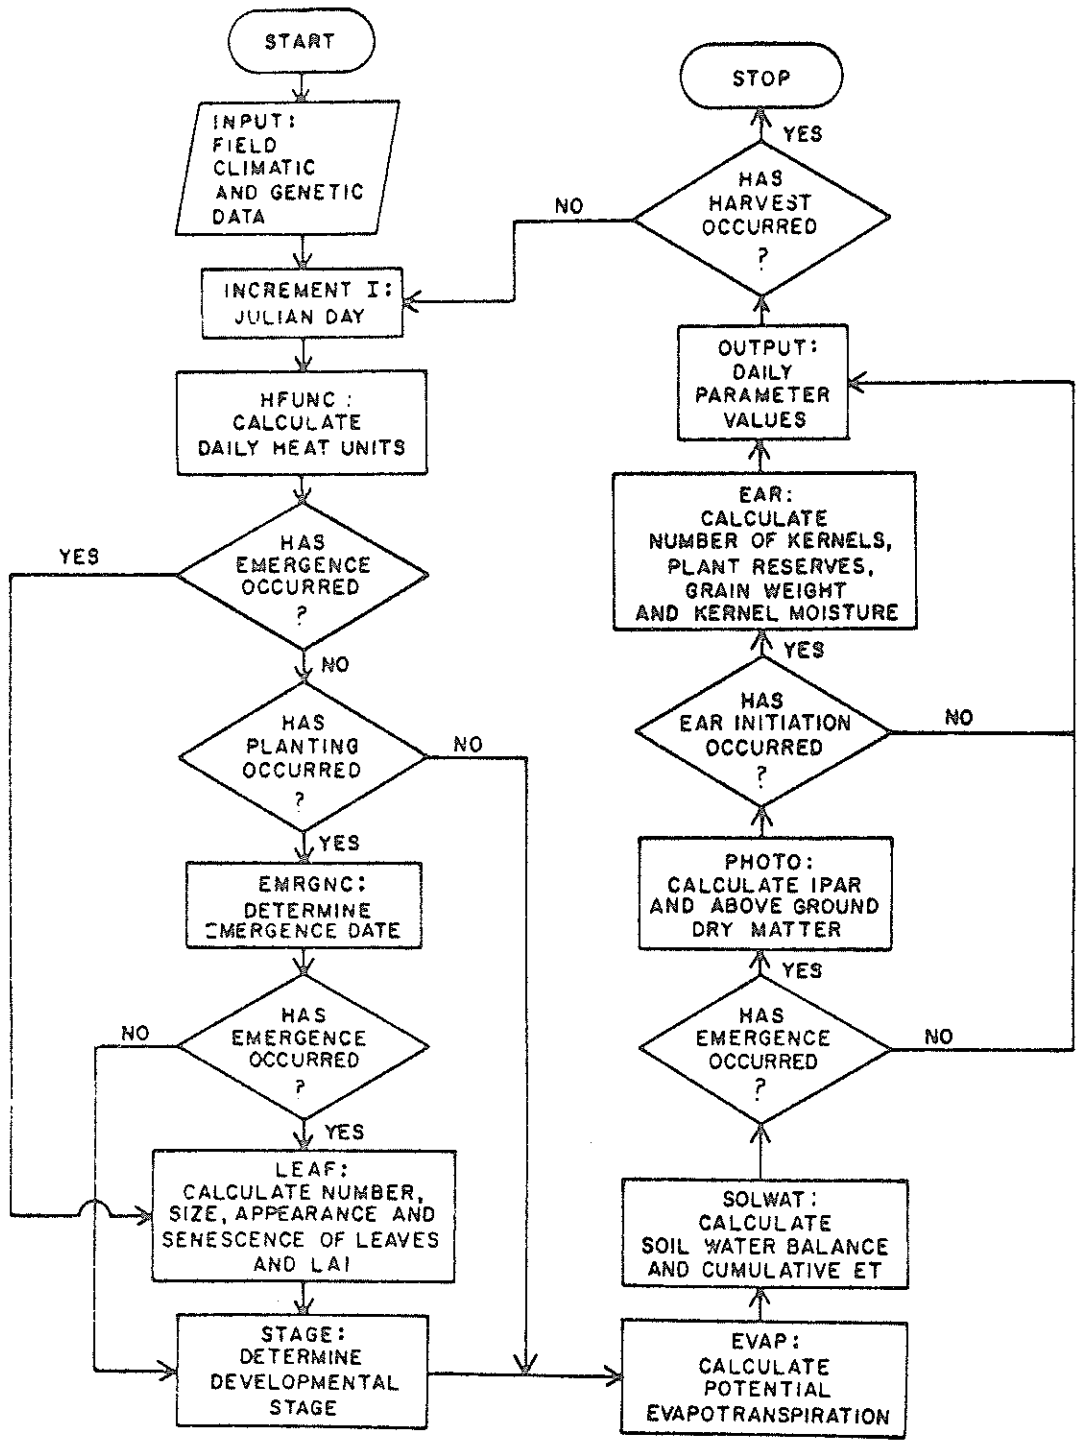 START
INPUT:
FIELD
CLIMATIC
AND GENETIC
DATA
INCREMENT I:
JULIAN DAY
HFUNC:
CALCULATE
DAILY HEAT UNITS
HAS
EMERGENCE
OCCURRED
?
YES
NO
HAS
PLANTING
OCCURRED
?
NO
YES
EMRGNC:
DETERMINE
EMERGENCE DATE
HAS
EMERGENCE
OCCURRED
?
NO
YES
LEAF:
CALCULATE NUMBER,
SIZE, APPEARANCE AND
SENESCENCE OF LEAVES
AND LAI
STAGE:
DETERMINE
DEVELOPMENTAL
STAGE
EVAP:
CALCULATE
POTENTIAL
EVAPOTRANSPIRATION
SOLWAT:
CALCULATE
SOIL WATER BALANCE
AND CUMULATIVE ET
HAS
EMERGENCE
OCCURRED
?
NO
YES
PHOTO:
CALCULATE IPAR
AND ABOVE GROUND
DRY MATTER
HAS
EAR INITIATION
OCCURRED
?
NO
YES
EAR:
CALCULATE
NUMBER OF KERNELS,
PLANT RESERVES,
GRAIN WEIGHT
AND KERNEL MOISTURE
OUTPUT:
DAILY
PARAMETER
VALUES
HAS
HARVEST
OCCURRED
?
NO
YES
STOP